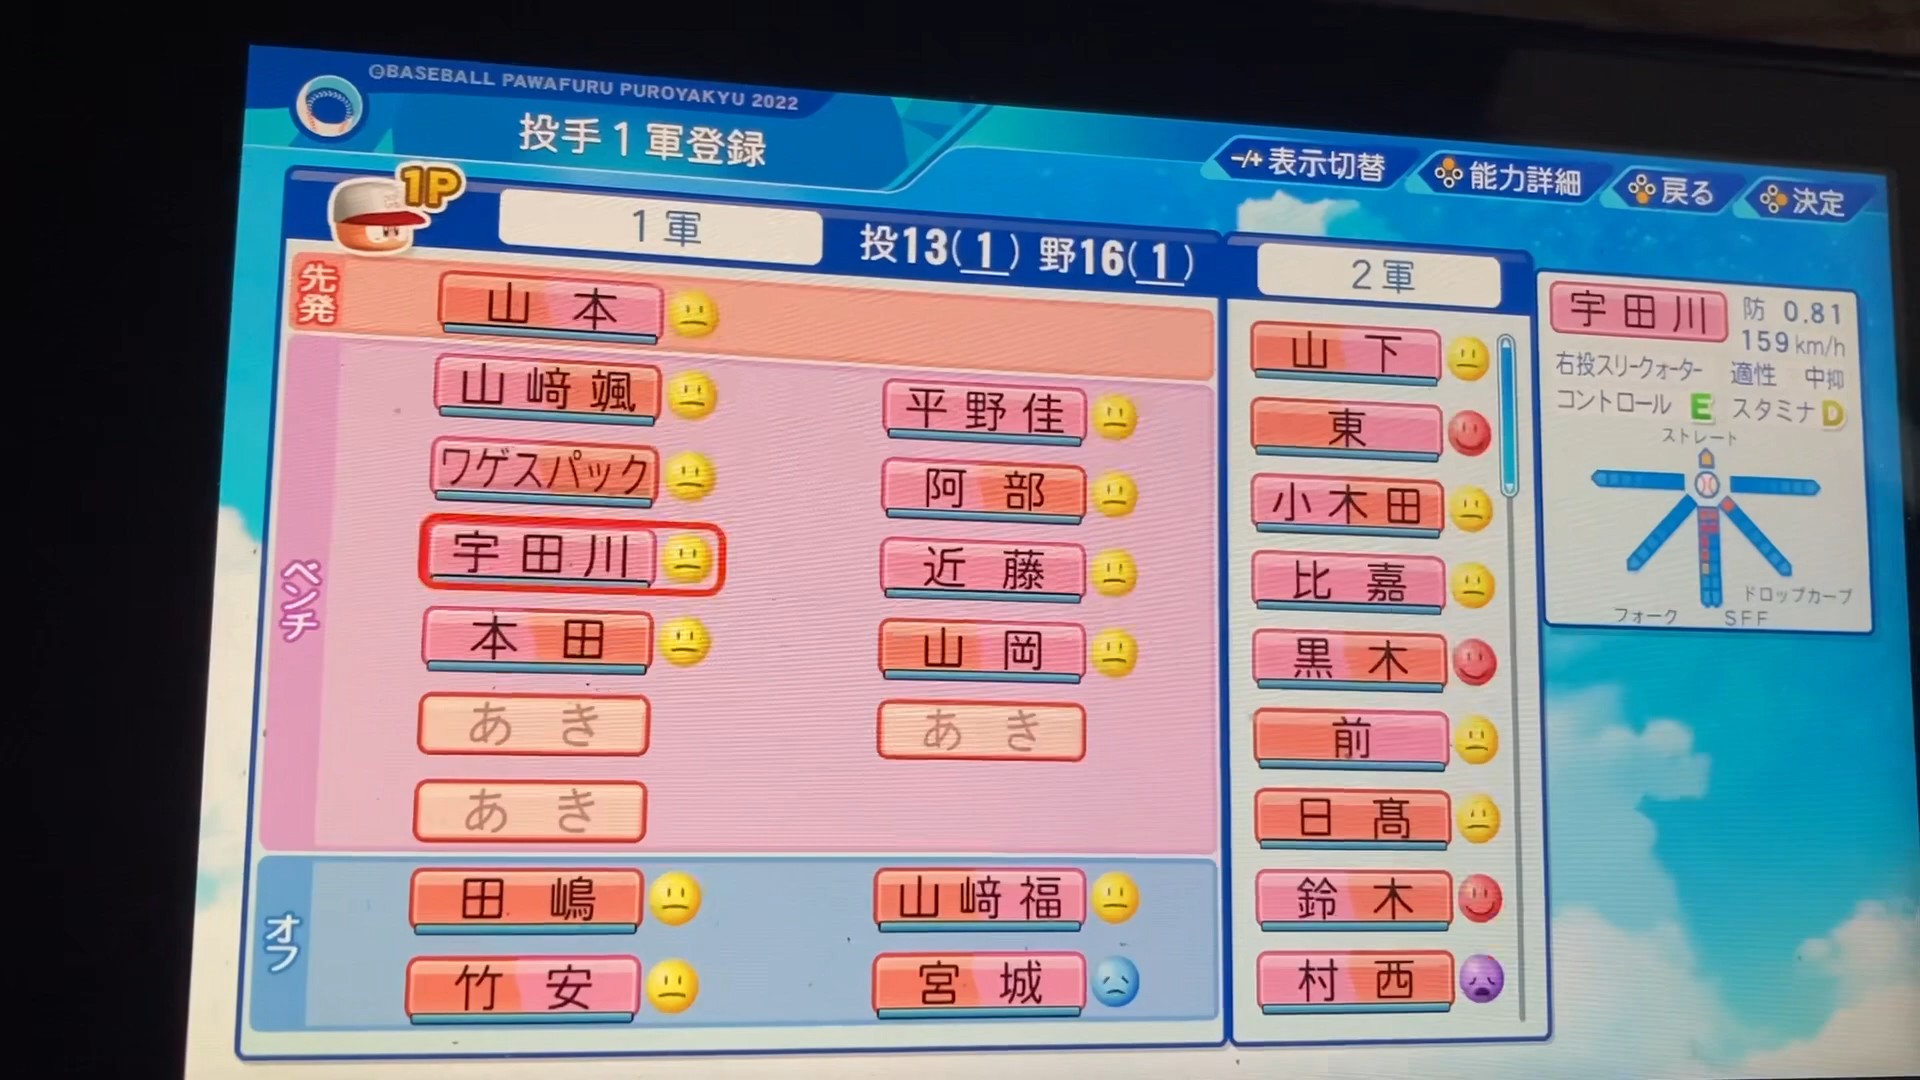 ©BASEBALL PAWAFURU PUROYAKYU 2022
投手1軍登録
-/+表示切替 能力詳細 戻る 決定
1P
1軍 投13(1) 野16(1)
2軍
先発
山本
ベンチ
山﨑颯 平野佳
ワゲスパック 阿部
宇田川 近藤
本田 山岡
あき あき
あき
オフ
田嶋 山﨑福
竹安 宮城
山下
東
小木田
比嘉
黒木
前
日髙
鈴木
村西
宇田川 防 0.81
159km/h
右投スリークォーター 適性 中抑
コントロール E スタミナ D
ストレート
ドロップカーブ
フォーク SFF